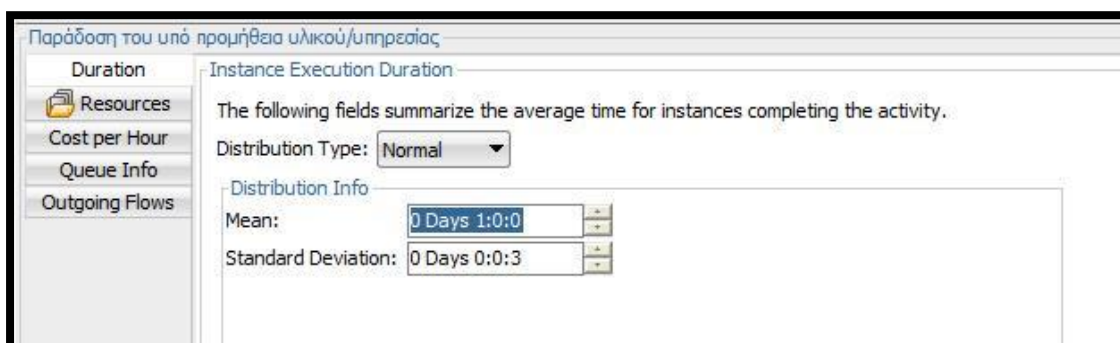 Παράδοση του υπό προμήθεια υλικού/υπηρεσίας
Duration
Resources
Cost per Hour
Queue Info
Outgoing Flows
Instance Execution Duration
The following fields summarize the average time for instances completing the activity.
Distribution Type: Normal
Distribution Info
Mean: 0 Days 1:0:0
Standard Deviation: 0 Days 0:0:3